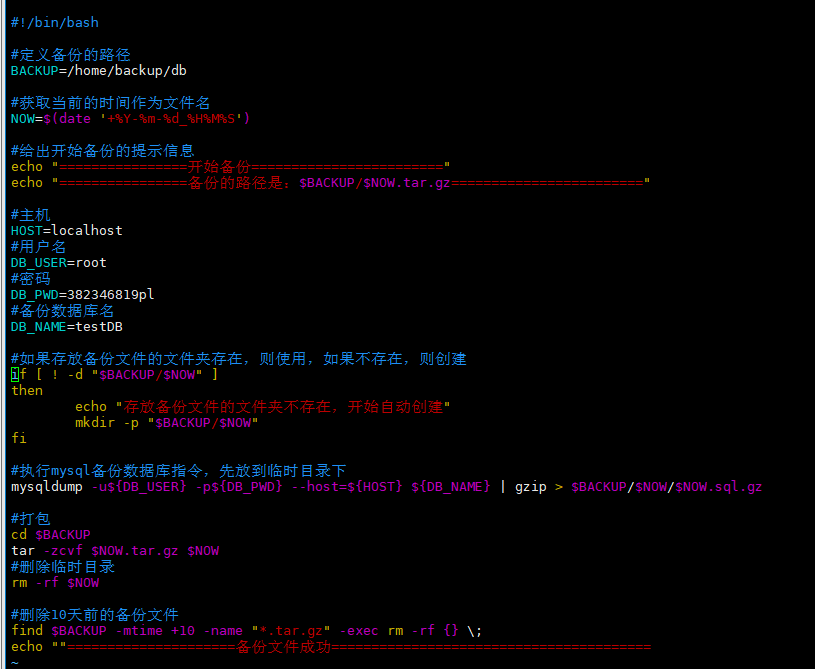 #!/bin/bash
#定义备份的路径
BACKUP=/home/backup/db
#获取当前的时间作为文件名
NOW=$(date '+%Y-%m-%d_%H%M%S')
#给出开始备份的提示信息
echo "================开始备份========================"
echo "================备份的路径是：$BACKUP/$NOW.tar.gz========================"
#主机
HOST=localhost
#用户名
DB_USER=root
#密码
DB_PWD=382346819pl
#备份数据库名
DB_NAME=testDB
#如果存放备份文件的文件夹存在，则使用，如果不存在，则创建
if [ ! -d "$BACKUP/$NOW" ]
then
        echo "存放备份文件的文件夹不存在，开始自动创建"
        mkdir -p "$BACKUP/$NOW"
fi
#执行mysql备份数据库指令，先放到临时目录下
mysqldump -u${DB_USER} -p${DB_PWD} --host=${HOST} ${DB_NAME} | gzip > $BACKUP/$NOW/$NOW.sql.gz
#打包
cd $BACKUP
tar -zcvf $NOW.tar.gz $NOW
#删除临时目录
rm -rf $NOW
#删除10天前的备份文件
find $BACKUP -mtime +10 -name "*.tar.gz" -exec rm -rf {} \;
echo ""=====================备份文件成功========================================
~